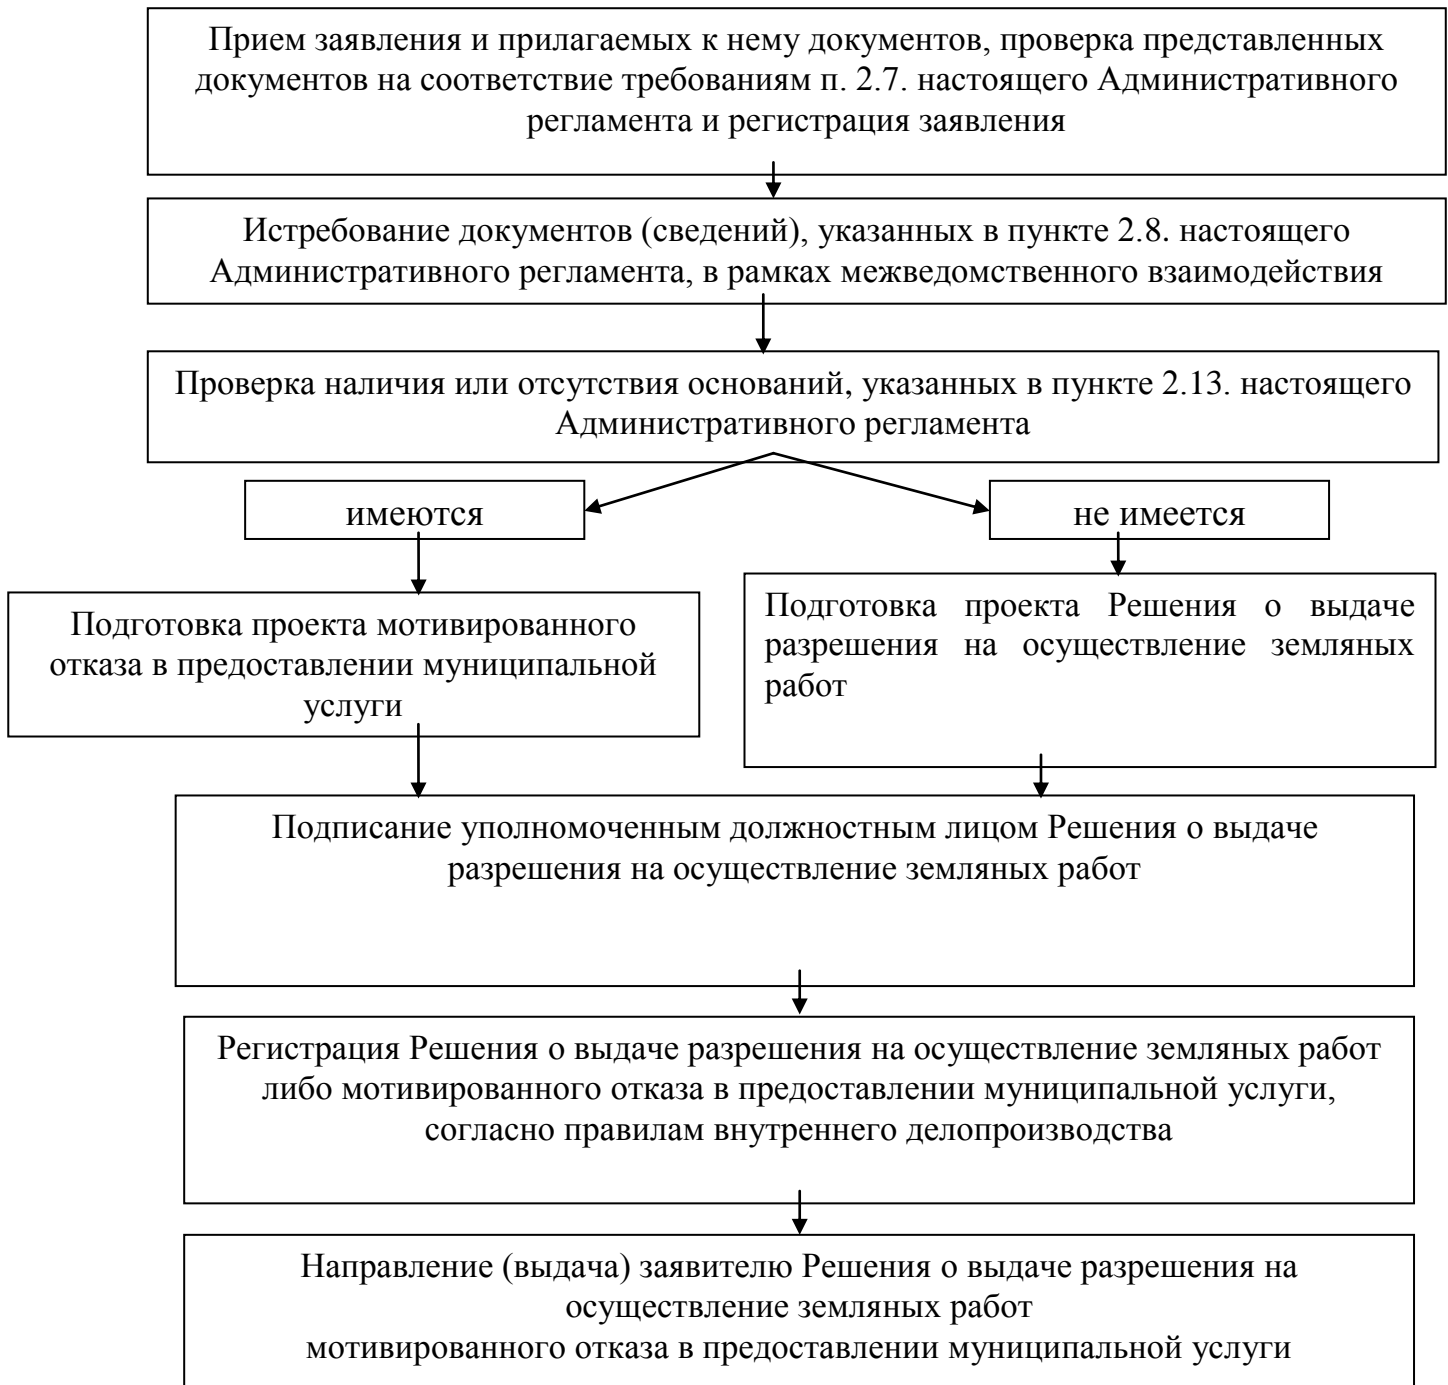 Прием заявления и прилагаемых к нему документов, проверка представленных
документов на соответствие требованиям п. 2.7. настоящего Административного
регламента и регистрация заявления
Истребование документов (сведений), указанных в пункте 2.8. настоящего
Административного регламента, в рамках межведомственного взаимодействия
Проверка наличия или отсутствия оснований, указанных в пункте 2.13. настоящего
Административного регламента
имеются
не имеется
Подготовка проекта мотивированного
отказа в предоставлении муниципальной
услуги
Подготовка проекта Решения о выдаче
разрешения на осуществление земляных
работ
Подписание уполномоченным должностным лицом Решения о выдаче
разрешения на осуществление земляных работ
Регистрация Решения о выдаче разрешения на осуществление земляных работ
либо мотивированного отказа в предоставлении муниципальной услуги,
согласно правилам внутреннего делопроизводства
Направление (выдача) заявителю Решения о выдаче разрешения на
осуществление земляных работ
мотивированного отказа в предоставлении муниципальной услуги